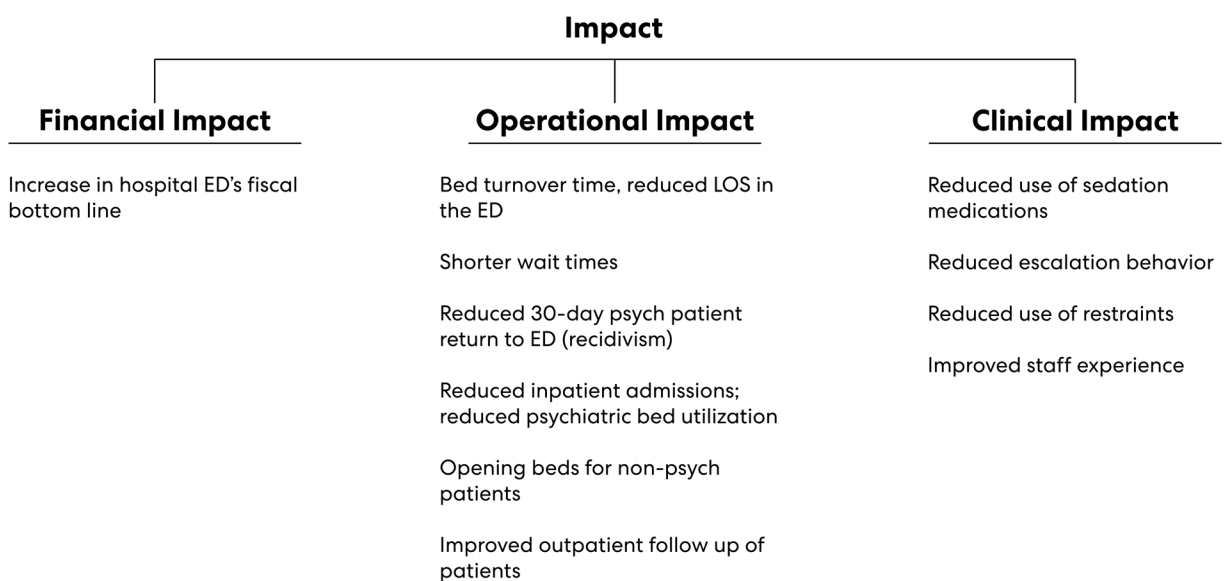 Impact
Financial Impact
Increase in hospital ED's fiscal
bottom line
Operational Impact
Bed turnover time, reduced LOS in
the ED
Shorter wait times
Reduced 30-day psych patient
return to ED (recidivism)
Reduced inpatient admissions;
reduced psychiatric bed utilization
Opening beds for non-psych
patients
Improved outpatient follow up of
patients
Clinical Impact
Reduced use of sedation
medications
Reduced escalation behavior
Reduced use of restraints
Improved staff experience